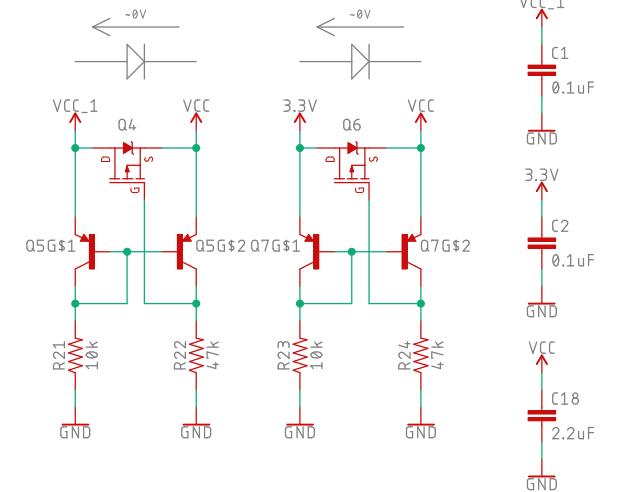 ~0V
~0V
VCC_1
C1
0.1uF
GND
VCC_1
VCC
3.3V
VCC
Q4
Q6
D
S
G
D
S
G
3.3V
C2
0.1uF
GND
Q5G$1
Q5G$2
Q7G$1
Q7G$2
R21
10k
R22
47k
R23
10k
R24
47k
VCC
C18
2.2uF
GND
GND
GND
GND
GND